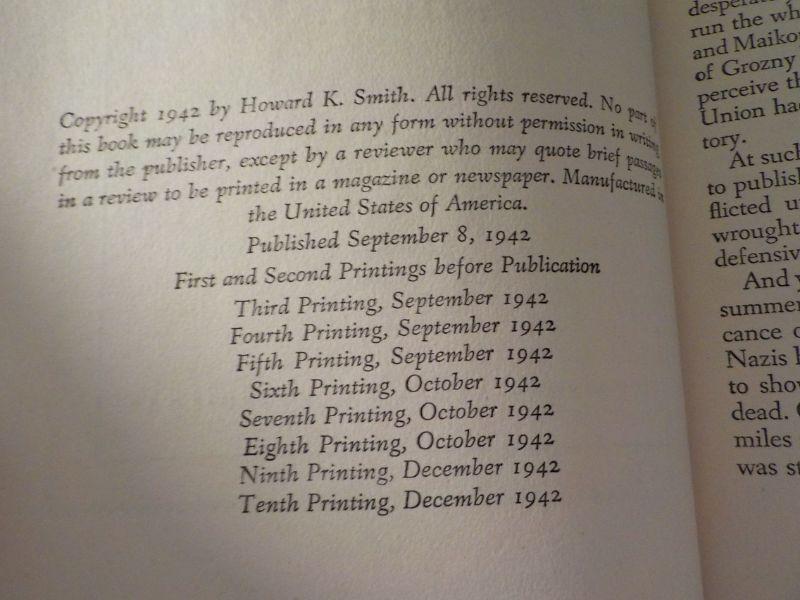 Copyright 1942 by Howard K. Smith. All rights reserved. No part of
this book may be reproduced in any form without permission in writing
from the publisher, except by a reviewer who may quote brief passages
in a review to be printed in a magazine or newspaper. Manufactured in
the United States of America.
Published September 8, 1942
First and Second Printings before Publication
Third Printing, September 1942
Fourth Printing, September 1942
Fifth Printing, September 1942
Sixth Printing, October 1942
Seventh Printing, October 1942
Eighth Printing, October 1942
Ninth Printing, December 1942
Tenth Printing, December 1942
run the wh
and Maiko
of Grozny
perceive th
Union had
tory.
At such
to publish
flicted u
wrought
defensiv
And y
summer
cance o
Nazis h
to show
dead.
miles
was st